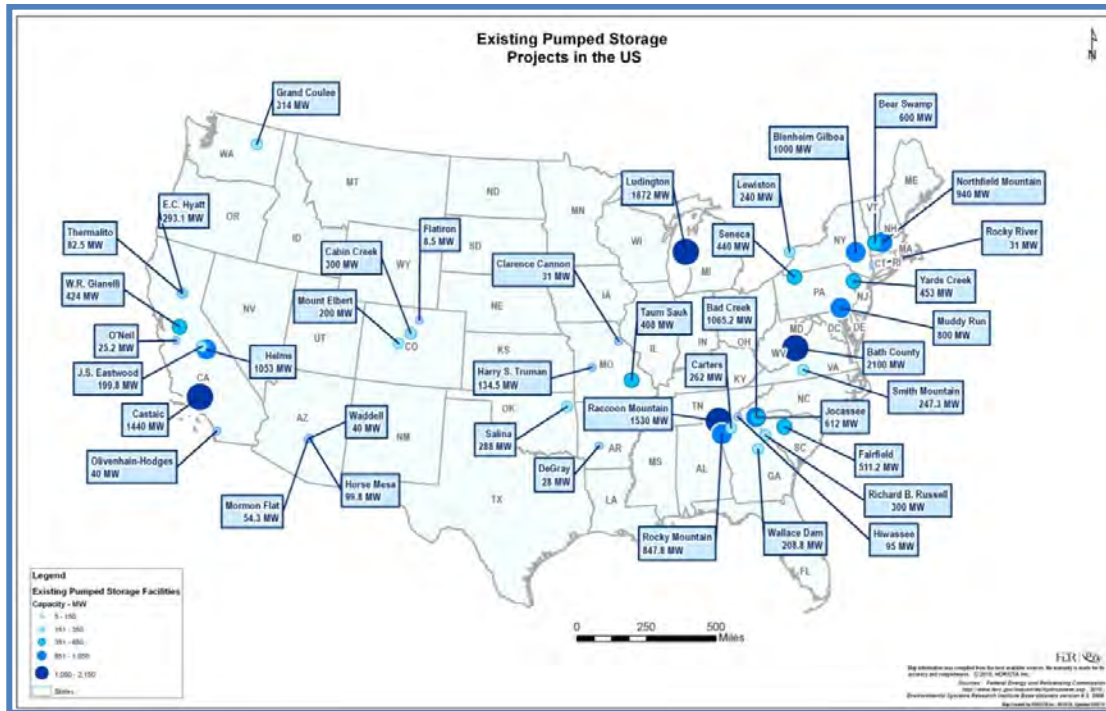 Existing Pumped Storage
Projects in the US
N
Grand Coulee
314 MW
Bear Swamp
600 MW
Blenheim Gilboa
1000 MW
E.C. Hyatt
293.1 MW
Ludington
1872 MW
Lewiston
240 MW
Northfield Mountain
940 MW
Thermalito
82.5 MW
Flatiron
8.5 MW
Seneca
440 MW
Rocky River
31 MW
Cabin Creek
300 MW
Clarence Cannon
31 MW
W.R. Gianelli
424 MW
Mount Elbert
200 MW
Taum Sauk
408 MW
Bad Creek
1065.2 MW
Yards Creek
453 MW
O'Neil
25.2 MW
Muddy Run
800 MW
J.S. Eastwood
199.8 MW
Helms
1053 MW
Harry S. Truman
134.5 MW
Carters
262 MW
Bath County
2100 MW
Smith Mountain
247.3 MW
Castaic
1440 MW
Waddell
40 MW
Salina
288 MW
Raccoon Mountain
1530 MW
Jocassee
612 MW
Olivenhain-Hodges
40 MW
DeGray
28 MW
Fairfield
511.2 MW
Mormon Flat
54.3 MW
Horse Mesa
99.8 MW
Richard B. Russell
300 MW
Rocky Mountain
847.8 MW
Wallace Dam
208.8 MW
Hiwassee
95 MW
WA
OR
ID
MT
ND
SD
MN
WI
MI
WY
NV
UT
CO
NE
IA
KS
MO
IL
IN
OH
KY
WV
VA
MD
DC
DE
PA
NJ
NY
CT
RI
MA
VT
NH
ME
CA
AZ
NM
OK
TX
AR
LA
MS
AL
TN
GA
NC
SC
FL
Legend
Existing Pumped Storage Facilities
Capacity - MW
States
0 250 500
Miles
HDR